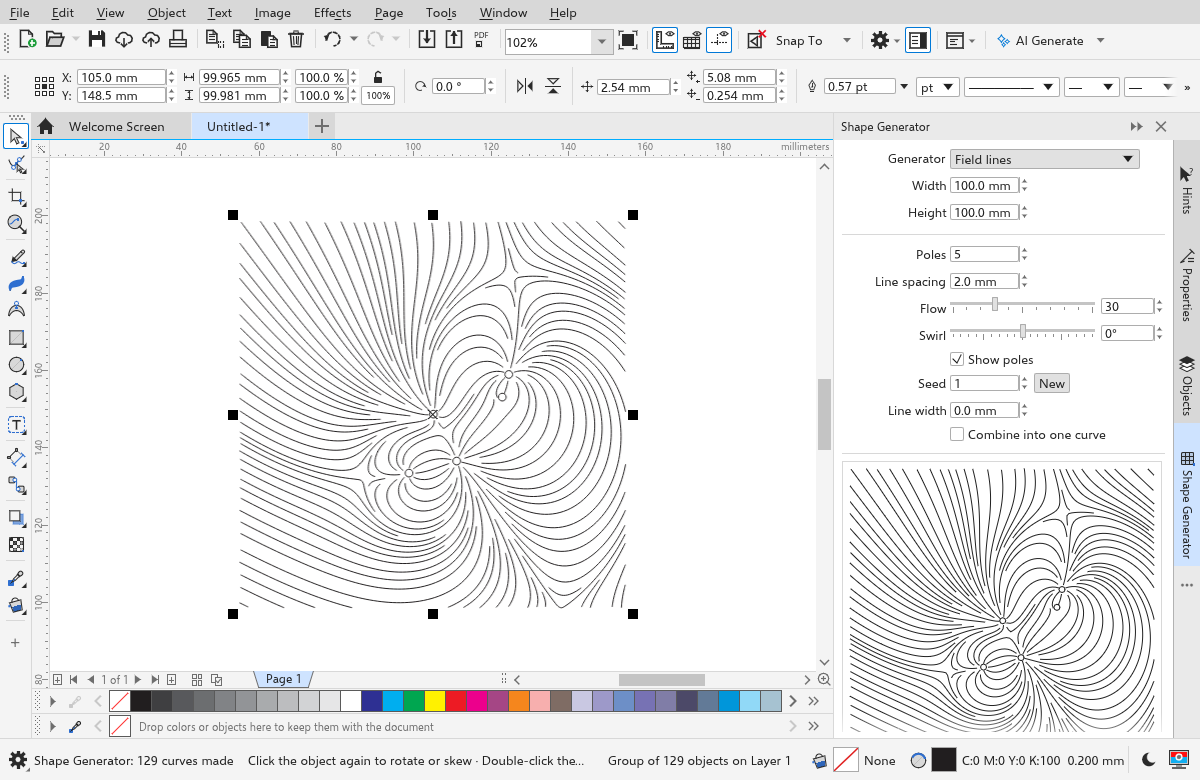 File Edit View Object Text Image Effects Page Tools Window Help
PDF 102% Snap To AI Generate
X: 105.0 mm 99.965 mm 100.0 % 0.0 ° 2.54 mm 5.08 mm 0.57 pt pt
Y: 148.5 mm 99.981 mm 100.0 % 100% 0.254 mm
Welcome Screen Untitled-1*
20 40 60 80 100 120 140 160 180 millimeters
200
180
160
140
120
100
80
Shape Generator
Generator Field lines
Width 100.0 mm
Height 100.0 mm
Poles 5
Line spacing 2.0 mm
Flow 30
Swirl 0°
Show poles
Seed 1 New
Line width 0.0 mm
Combine into one curve
Hints
Properties
Objects
Shape Generator
1 of 1 Page 1
Drop colors or objects here to keep them with the document
Shape Generator: 129 curves made Click the object again to rotate or skew · Double-click the... Group of 129 objects on Layer 1 None C:0 M:0 Y:0 K:100 0.200 mm